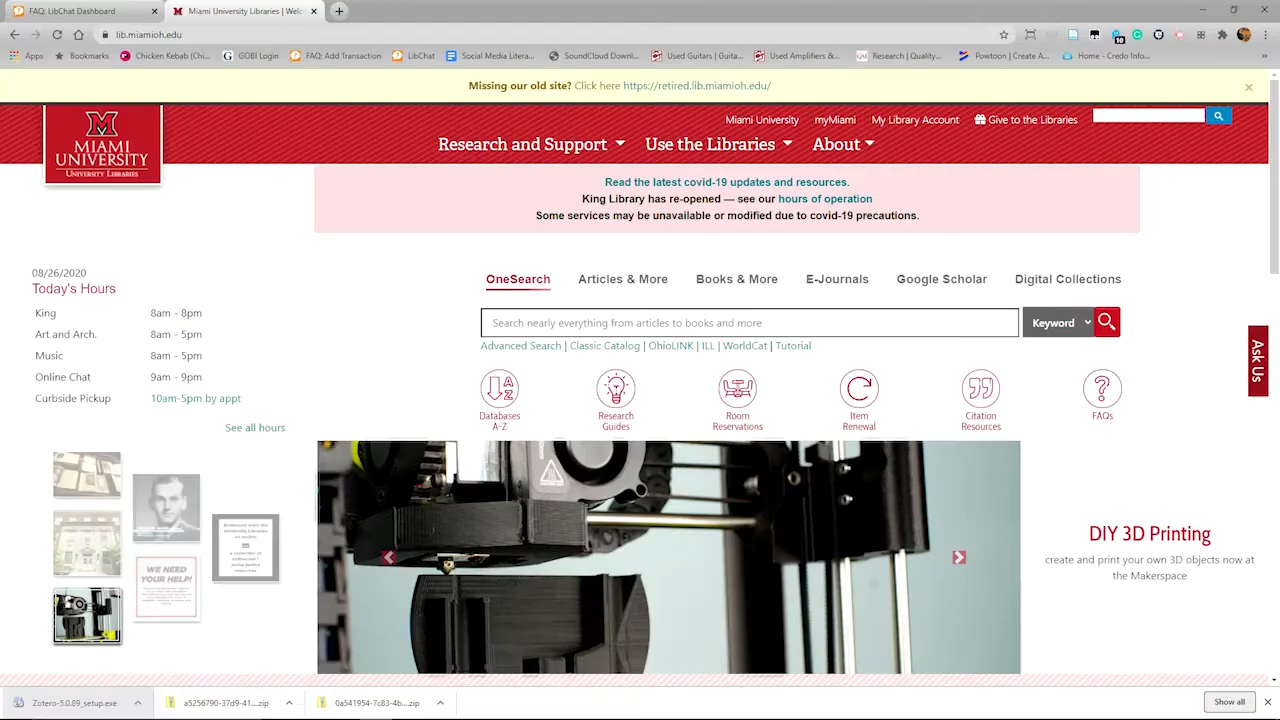 FAQ: LibChat Dashboard
Miami University Libraries | Welc
lib.miamioh.edu
Apps
Bookmarks
Chicken Kebab (Chi...
GOBI Login
FAQ: Add Transaction
LibChat
Social Media Litera...
SoundCloud Downl...
Used Guitars | Guita...
Used Amplifiers &...
Research | Quality...
Powtoon | Create A...
Home - Credo Info...
Missing our old site? Click here https://retired.lib.miamioh.edu/
MIAMI
UNIVERSITY
UNIVERSITY LIBRARIES
Miami University
myMiami
My Library Account
Give to the Libraries
Research and Support
Use the Libraries
About
Read the latest covid-19 updates and resources.
King Library has re-opened — see our hours of operation
Some services may be unavailable or modified due to covid-19 precautions.
08/26/2020
Today's Hours
King 8am - 8pm
Art and Arch. 8am - 5pm
Music 8am - 5pm
Online Chat 9am - 9pm
Curbside Pickup 10am-5pm by appt
See all hours
OneSearch
Articles & More
Books & More
E-Journals
Google Scholar
Digital Collections
Search nearly everything from articles to books and more
Keyword
Advanced Search | Classic Catalog | OhioLINK | ILL | WorldCat | Tutorial
Databases
A-Z
Research
Guides
Room
Reservations
Item
Renewal
Citation
Resources
FAQs
Ask Us
WE NEED
YOUR HELP!
DIY 3D Printing
create and print your own 3D objects now at
the Makerspace
Zotero-5.0.89_setup.exe
a5256790-37d9-41....zip
0a541954-7c83-4b....zip
Show all